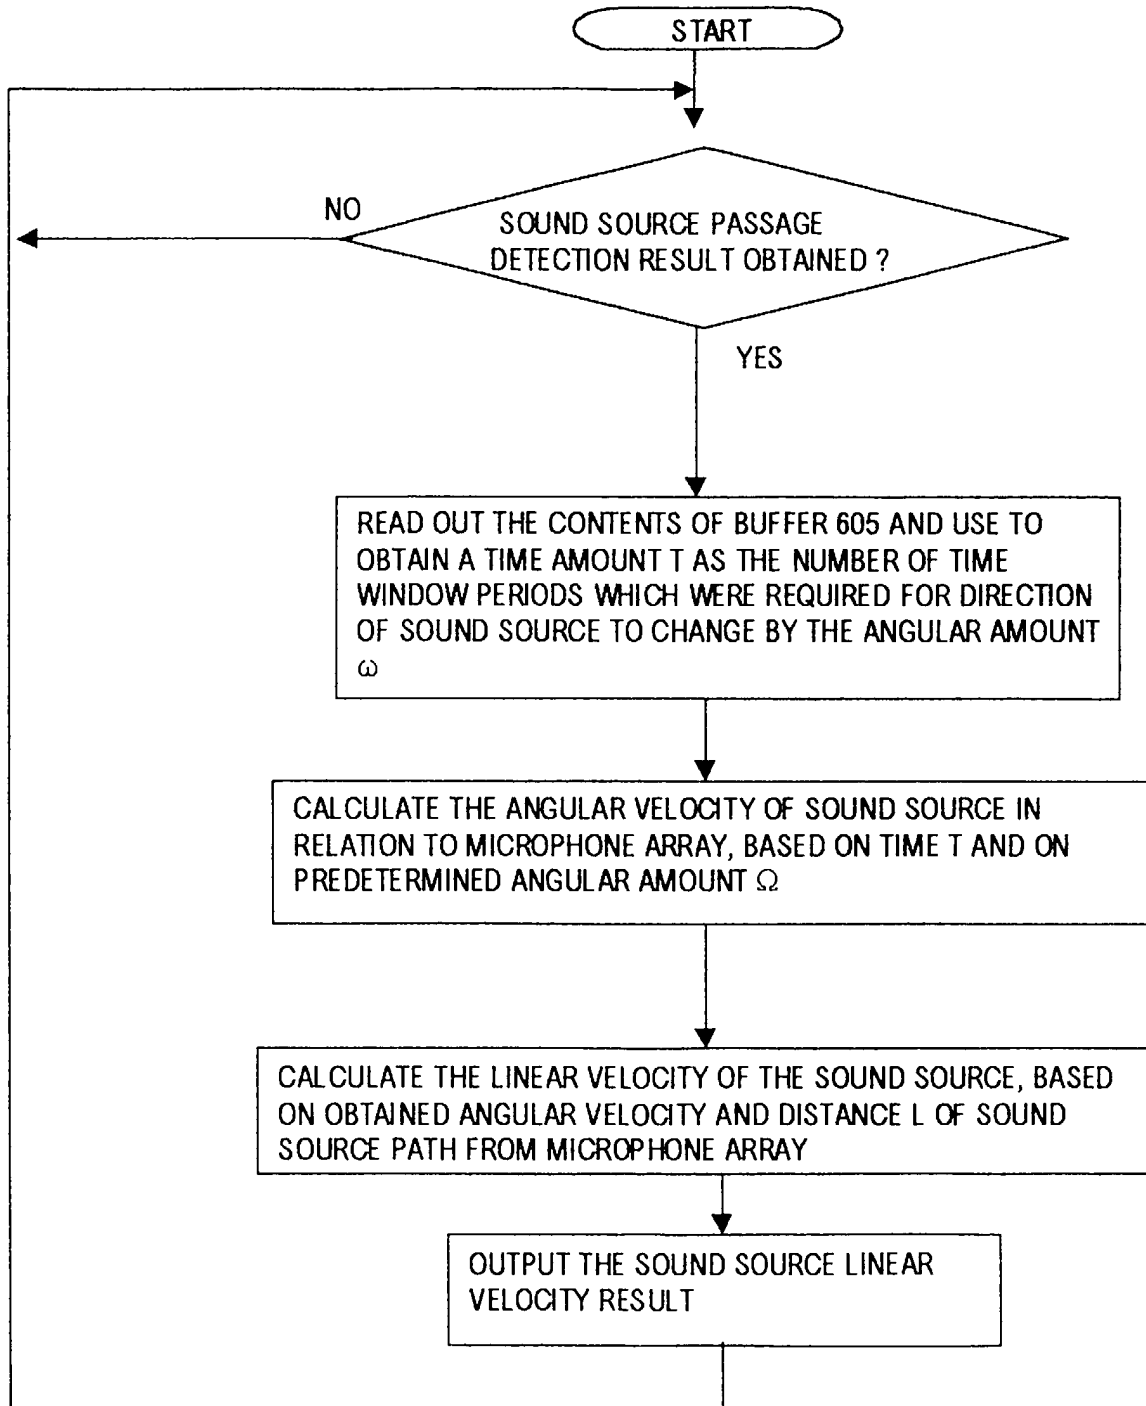 START
NO
SOUND SOURCE PASSAGE
DETECTION RESULT OBTAINED ?
YES
READ OUT THE CONTENTS OF BUFFER 605 AND USE TO
OBTAIN A TIME AMOUNT T AS THE NUMBER OF TIME
WINDOW PERIODS WHICH WERE REQUIRED FOR DIRECTION
OF SOUND SOURCE TO CHANGE BY THE ANGULAR AMOUNT
ω
CALCULATE THE ANGULAR VELOCITY OF SOUND SOURCE IN
RELATION TO MICROPHONE ARRAY, BASED ON TIME T AND ON
PREDETERMINED ANGULAR AMOUNT Ω
CALCULATE THE LINEAR VELOCITY OF THE SOUND SOURCE, BASED
ON OBTAINED ANGULAR VELOCITY AND DISTANCE L OF SOUND
SOURCE PATH FROM MICROPHONE ARRAY
OUTPUT THE SOUND SOURCE LINEAR
VELOCITY RESULT